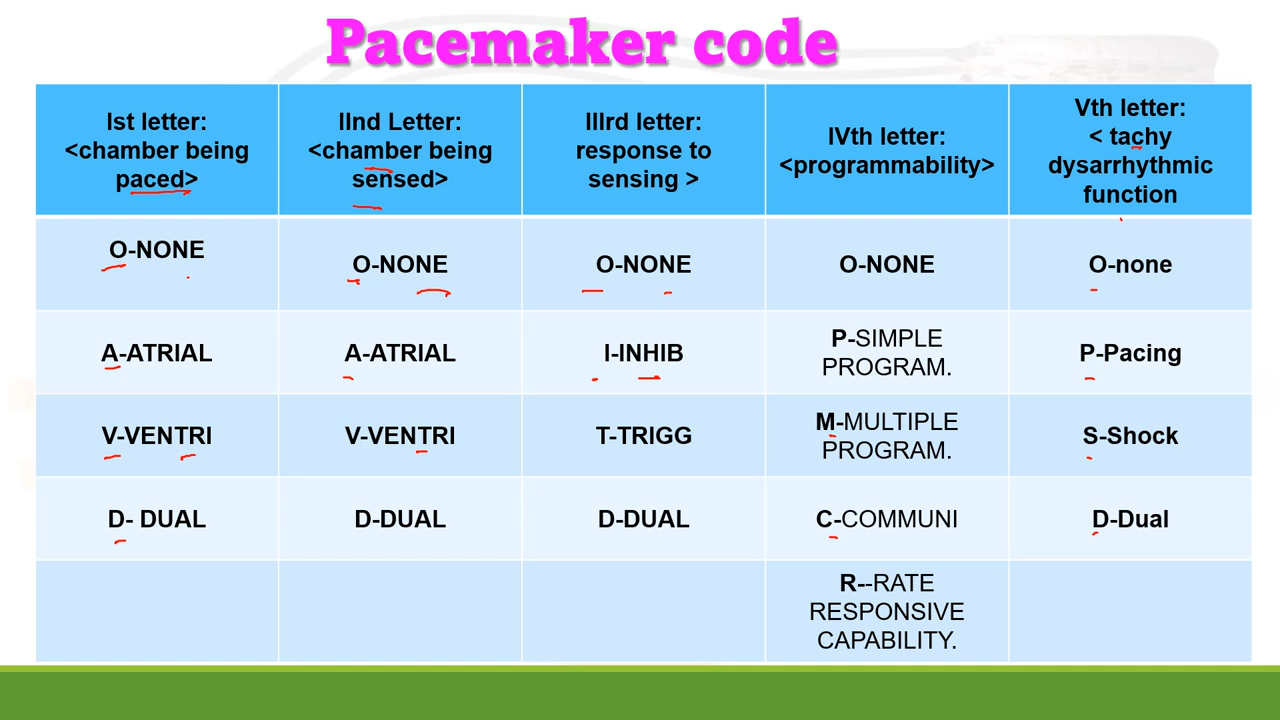 Pacemaker code
Ist letter:
<chamber being
paced>
IInd Letter:
<chamber being
sensed>
IIIrd letter:
response to
sensing >
IVth letter:
<programmability>
Vth letter:
< tachy
dysarrhythmic
function
O-NONE
O-NONE
O-NONE
O-NONE
O-none
A-ATRIAL
A-ATRIAL
I-INHIB
P-SIMPLE
PROGRAM.
P-Pacing
V-VENTRI
V-VENTRI
T-TRIGG
M-MULTIPLE
PROGRAM.
S-Shock
D- DUAL
D-DUAL
D-DUAL
C-COMMUNI
D-Dual
R--RATE
RESPONSIVE
CAPABILITY.